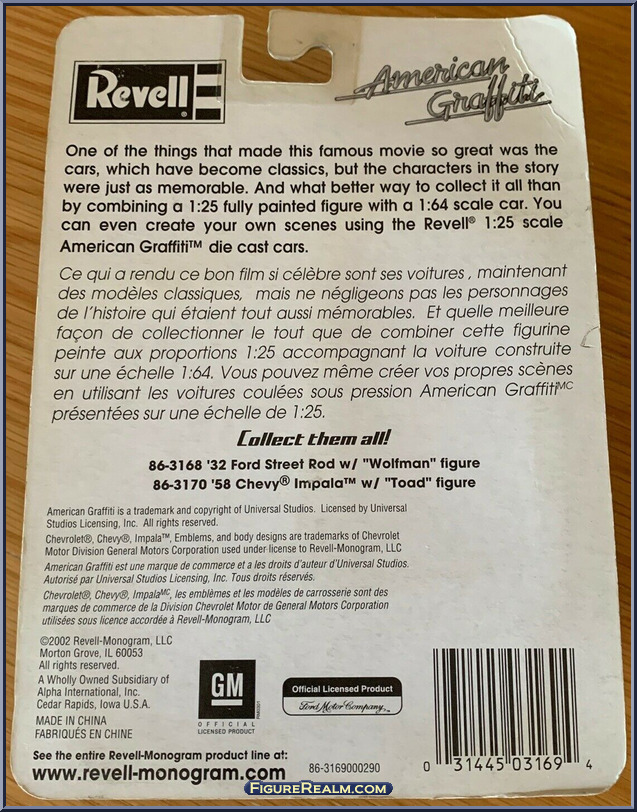 Revell®
American
Graffiti
One of the things that made this famous movie so great was the
cars, which have become classics, but the characters in the story
were just as memorable. And what better way to collect it all than
by combining a 1:25 fully painted figure with a 1:64 scale car. You
can even create your own scenes using the Revell® 1:25 scale
American Graffiti™ die cast cars.
Ce qui a rendu ce bon film si célèbre sont ses voitures , maintenant
des modèles classiques, mais ne négligeons pas les personnages
de l'histoire qui étaient tout aussi mémorables. Et quelle meilleure
façon de collectionner le tout que de combiner cette figurine
peinte aux proportions 1:25 accompagnant la voiture construite
sur une échelle 1:64. Vous pouvez même créer vos propres scènes
en utilisant les voitures coulées sous pression American GraffitiMC
présentées sur une échelle de 1:25.
Collect them all!
86-3168 '32 Ford Street Rod w/ "Wolfman" figure
86-3170 '58 Chevy® Impala™ w/ "Toad" figure
American Graffiti is a trademark and copyright of Universal Studios. Licensed by Universal
Studios Licensing, Inc. All rights reserved.
Chevrolet®, Chevy®, Impala™, Emblems, and body designs are trademarks of Chevrolet
Motor Division General Motors Corporation used under license to Revell-Monogram, LLC
American Graffiti est une marque de commerce et a les droits d'auteur d'Universal Studios.
Autorisé par Universal Studios Licensing, Inc. Tous droits réservés.
Chevrolet®, Chevy®, ImpalaMC, les emblèmes et les modèles de carrosserie sont des
marques de commerce de la Division Chevrolet Motor de General Motors Corporation
utilisées sous licence accordée à Revell-Monogram, LLC
©2002 Revell-Monogram, LLC
Morton Grove, IL 60053
All rights reserved.
A Wholly Owned Subsidiary of
Alpha International, Inc.
Cedar Rapids, Iowa U.S.A.
MADE IN CHINA
FABRIQUÉS EN CHINE
GM
OFFICIAL
LICENSED PRODUCT
Official Licensed Product
Ford Motor Company
See the entire Revell-Monogram product line at:
www.revell-monogram.com
86-3169000290
0 31445 03169 4
FigureRealm.com